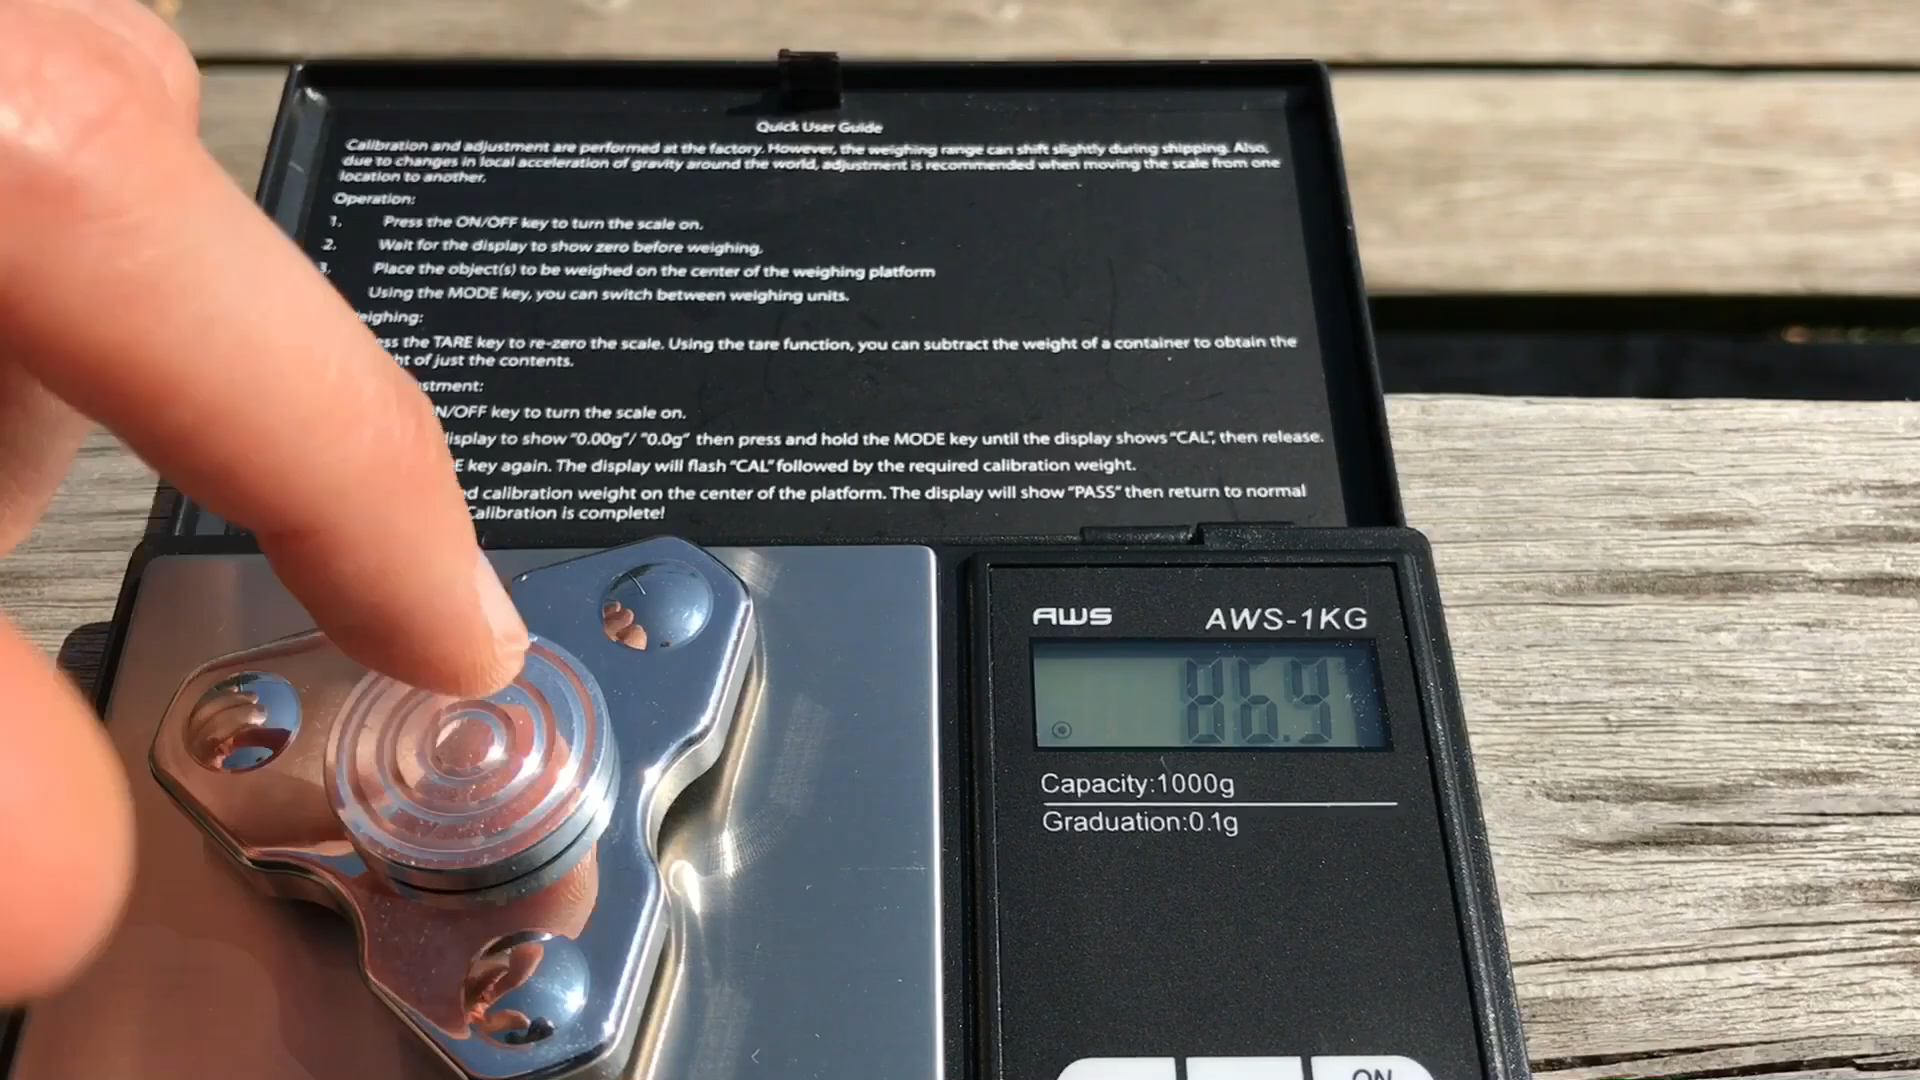 Quick User Guide
Calibration and adjustment are performed at the factory. However, the weighing range can shift slightly during shipping. Also,
due to changes in local acceleration of gravity around the world, adjustment is recommended when moving the scale from one
location to another.
Operation:
1. Press the ON/OFF key to turn the scale on.
2. Wait for the display to show zero before weighing.
3. Place the object(s) to be weighed on the center of the weighing platform
Using the MODE key, you can switch between weighing units.
eighing:
ess the TARE key to re-zero the scale. Using the tare function, you can subtract the weight of a container to obtain the
ht of just the contents.
stment:
N/OFF key to turn the scale on.
display to show "0.00g"/ "0.0g" then press and hold the MODE key until the display shows "CAL", then release.
E key again. The display will flash "CAL" followed by the required calibration weight.
d calibration weight on the center of the platform. The display will show "PASS" then return to normal
Calibration is complete!
AWS AWS-1KG
86.9
Capacity:1000g
Graduation:0.1g
ON